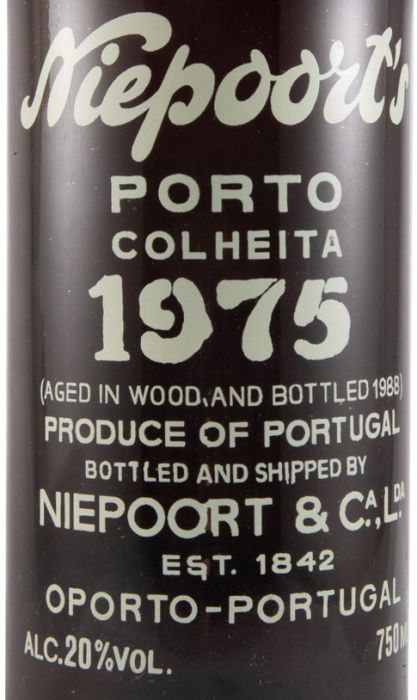 Niepoort's
PORTO
COLHEITA
1975
(AGED IN WOOD, AND BOTTLED 1988)
PRODUCE OF PORTUGAL
BOTTLED AND SHIPPED BY
NIEPOORT & CA., LDA
EST. 1842
OPORTO-PORTUGAL
ALC.20%VOL. 750M